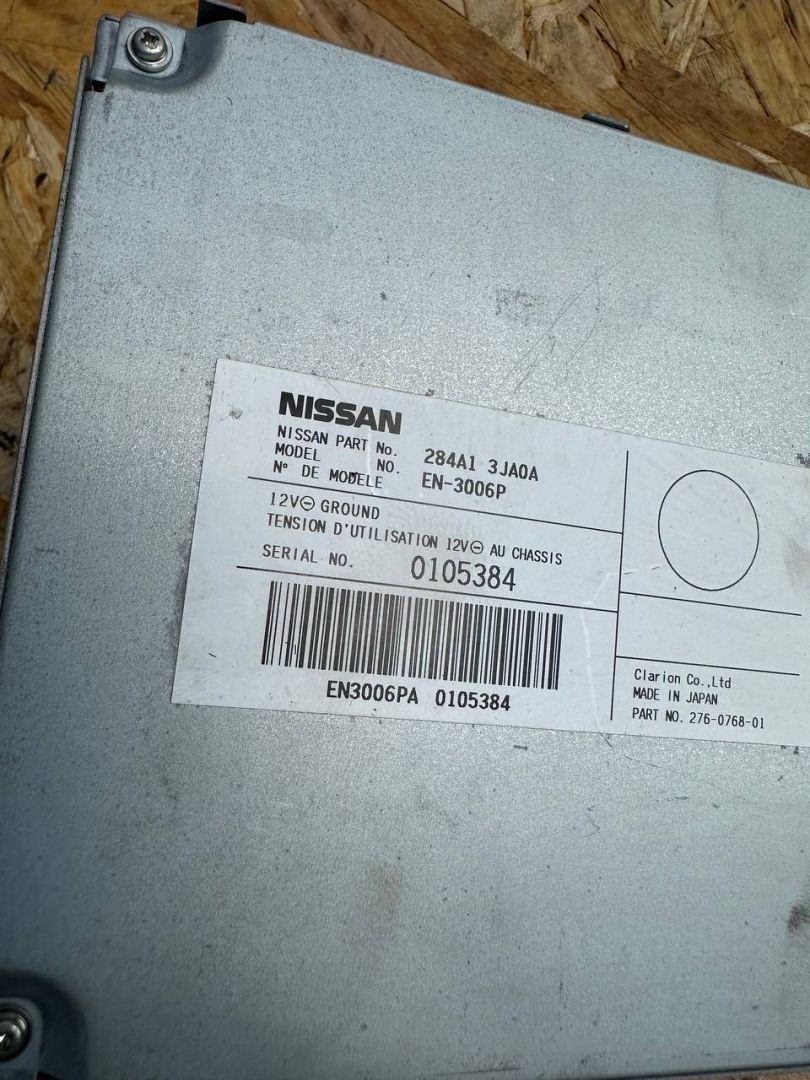 NISSAN
NISSAN PART No. 284A1 3JA0A
MODEL NO. EN-3006P
N° DE MODELE
12V⊖ GROUND
TENSION D'UTILISATION 12V⊖ AU CHASSIS
SERIAL NO. 0105384
EN3006PA 0105384
Clarion Co.,Ltd
MADE IN JAPAN
PART NO. 276-0768-01